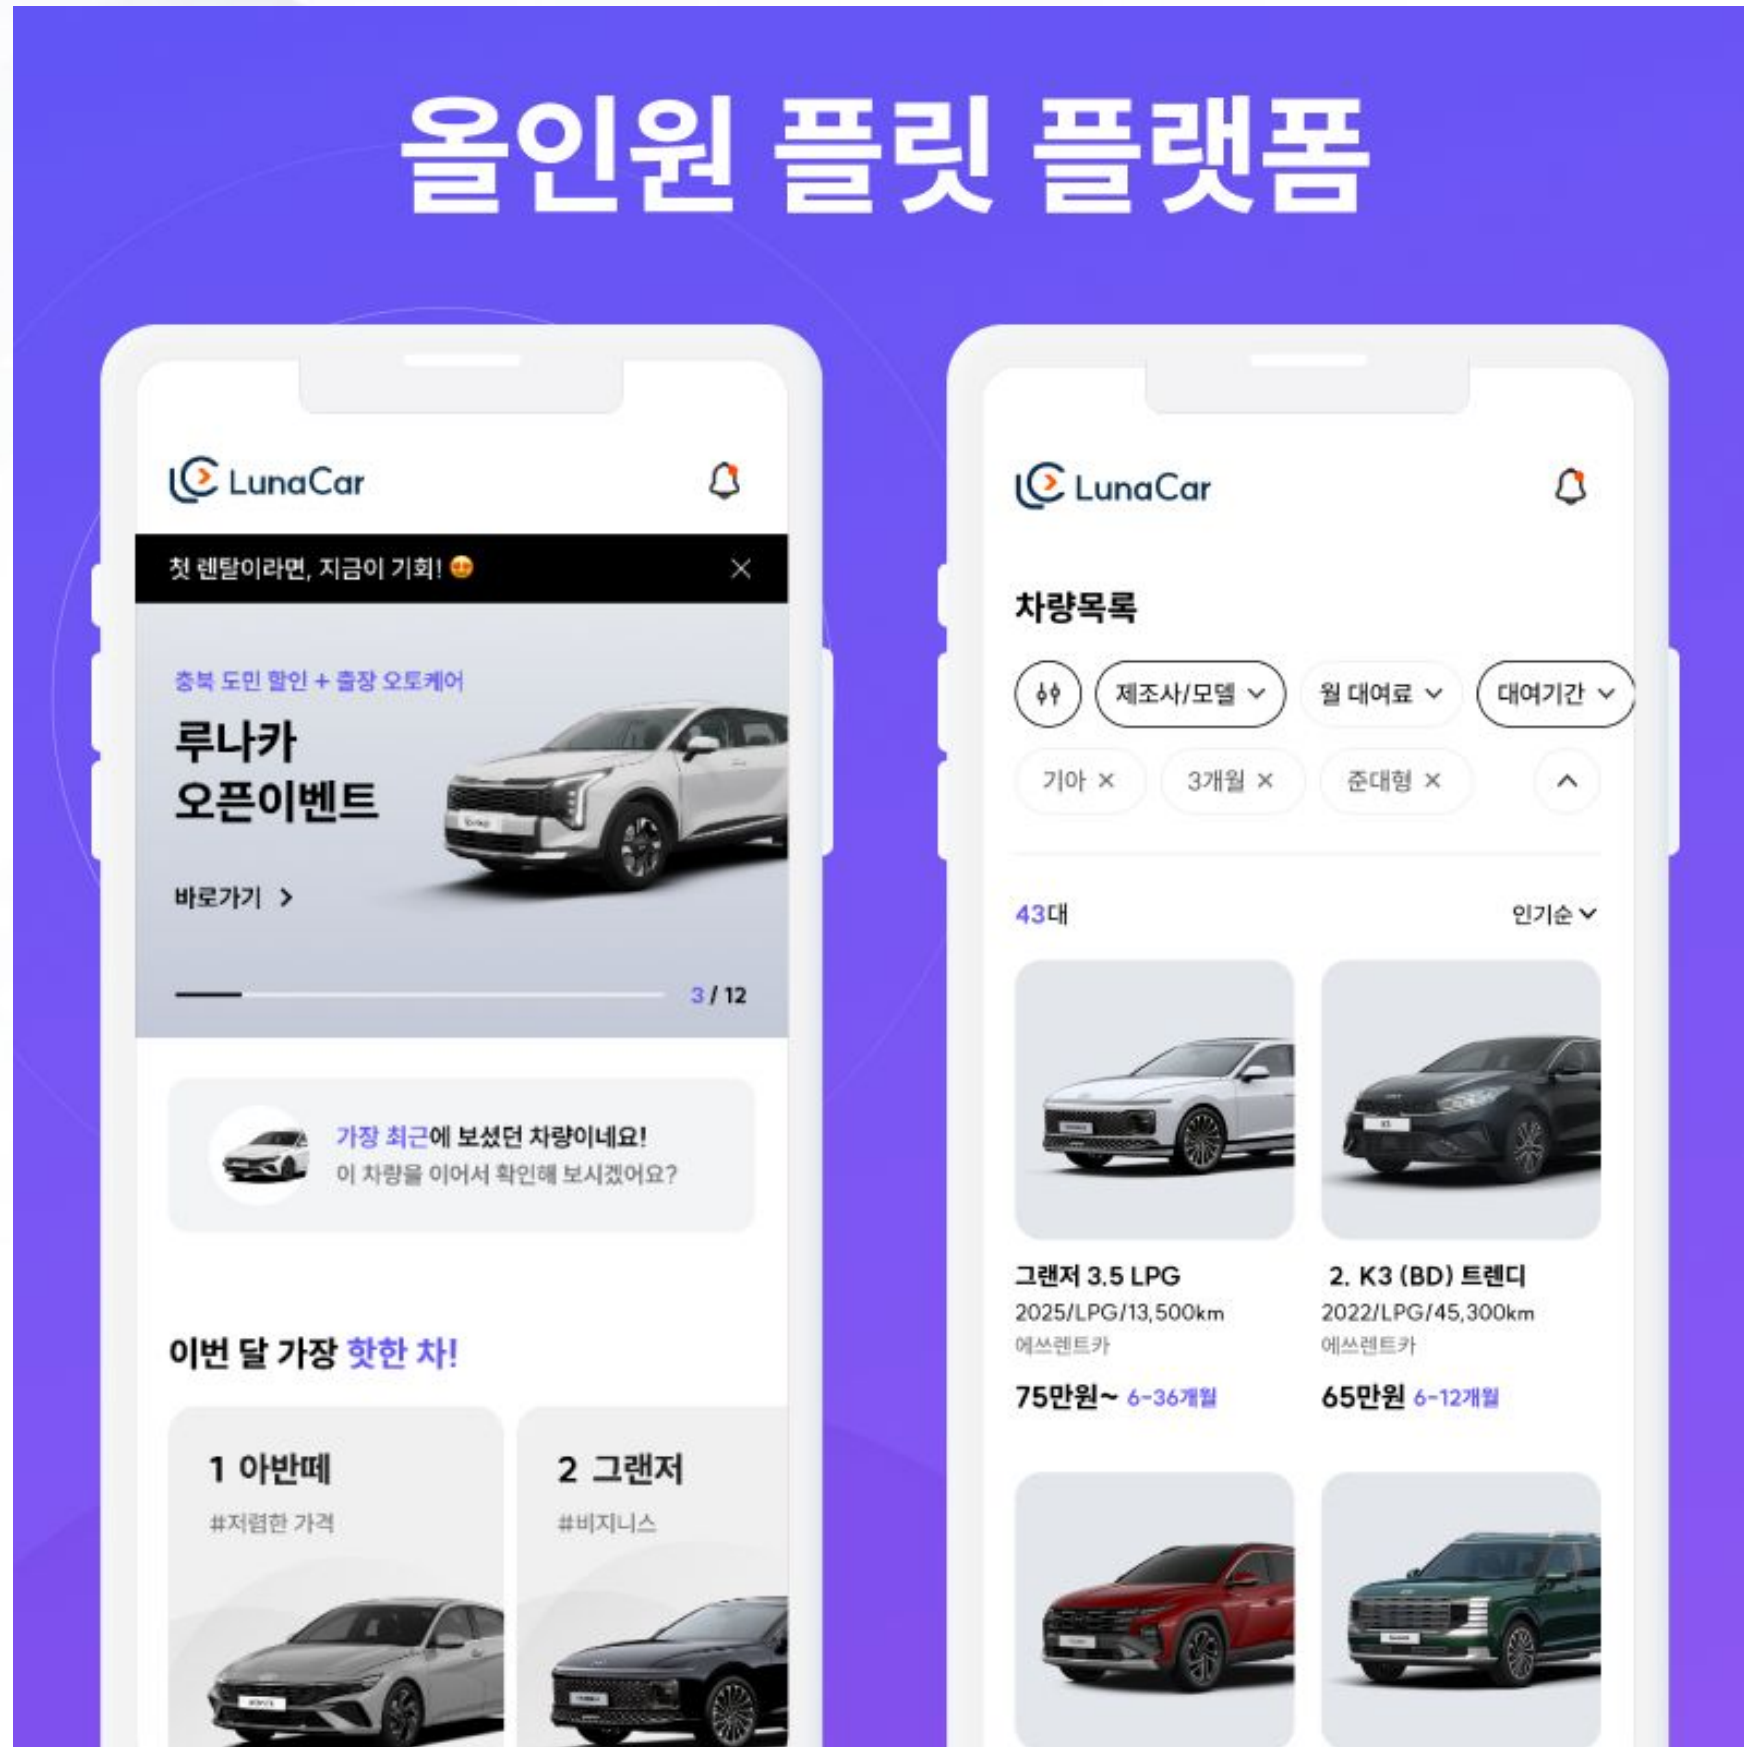 올인원 플릿 플랫폼
LunaCar
첫 렌탈이라면, 지금이 기회! 🤩
충북 도민 할인 + 출장 오토케어
루나카
오픈이벤트
바로가기
3 / 12
가장 최근에 보셨던 차량이네요!
이 차량을 이어서 확인해 보시겠어요?
이번 달 가장 핫한 차!
1 아반떼
#저렴한 가격
2 그랜저
#비지니스
LunaCar
차량목록
제조사/모델
월 대여료
대여기간
기아 ×
3개월 ×
준대형 ×
43대
인기순
그랜저 3.5 LPG
2025/LPG/13,500km
에쓰렌트카
75만원~ 6-36개월
2. K3 (BD) 트렌디
2022/LPG/45,300km
에쓰렌트카
65만원 6-12개월